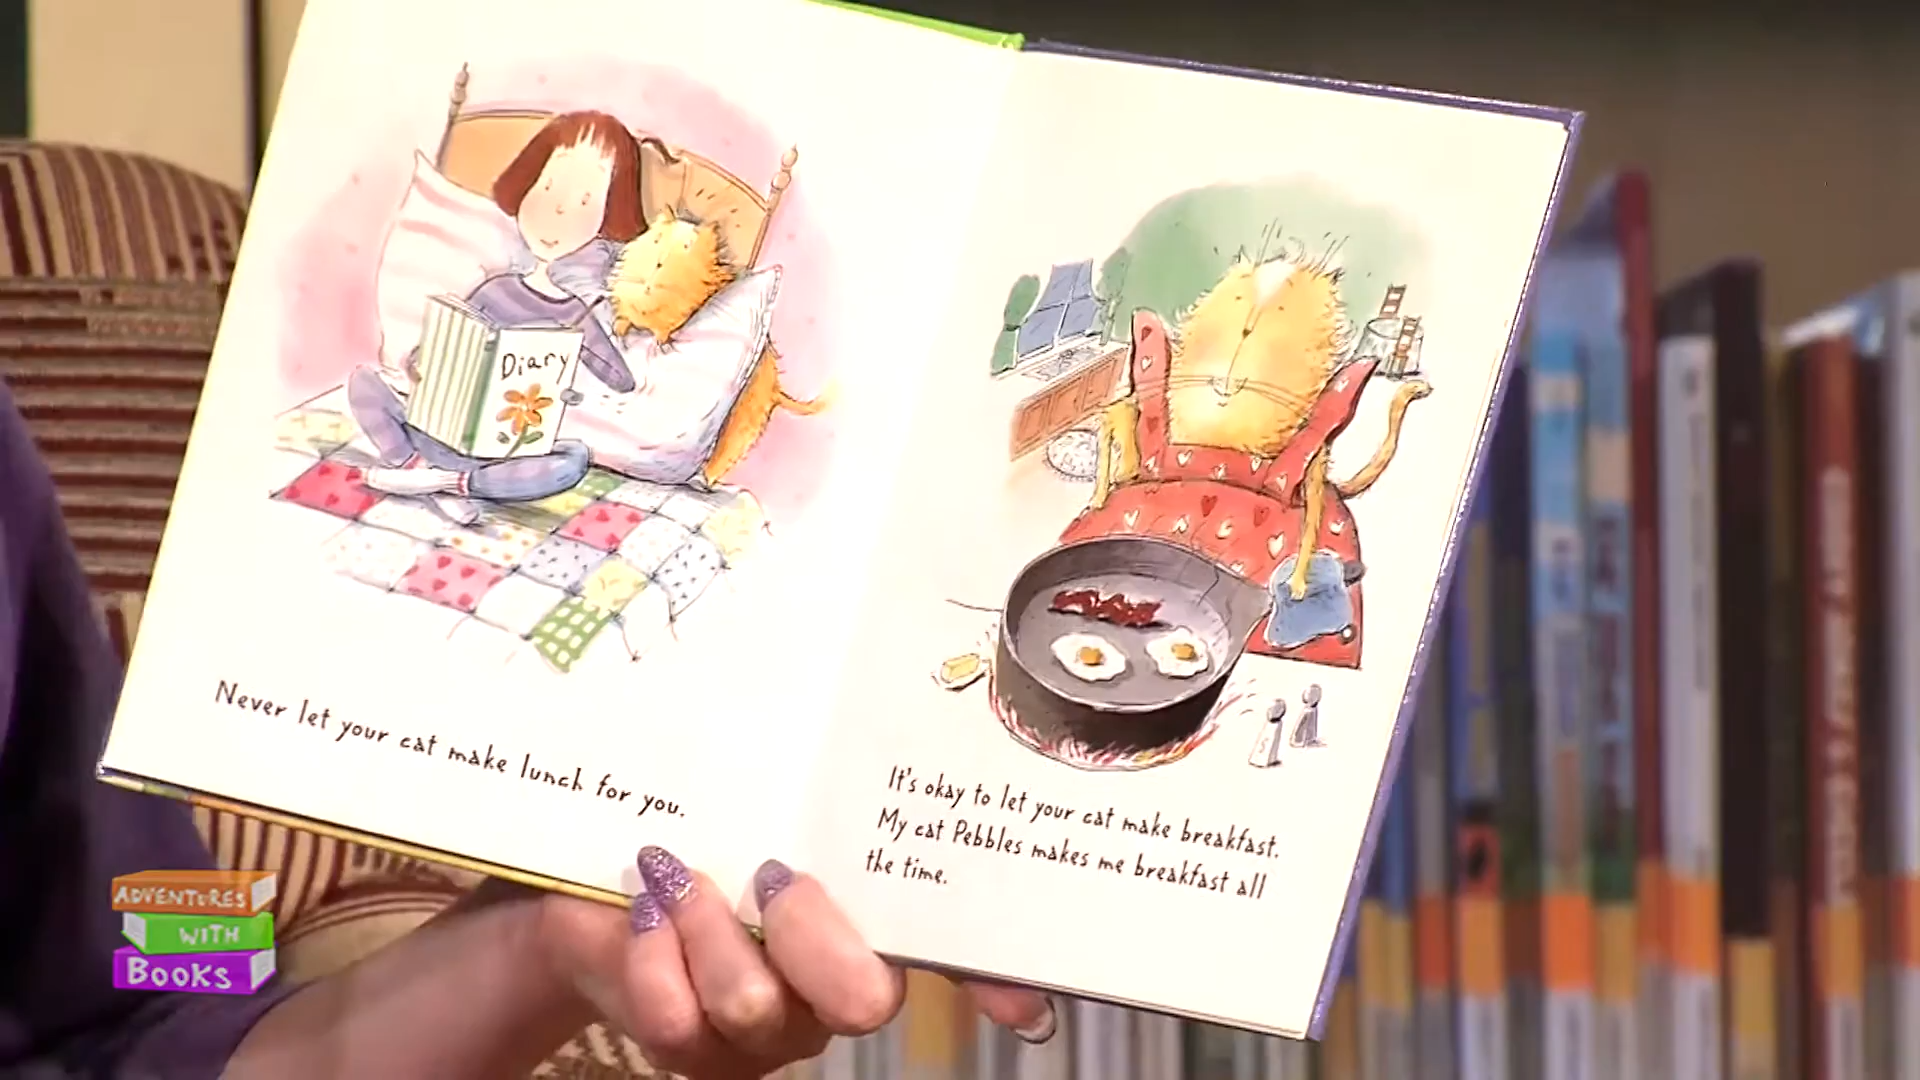 Diary
Never let your cat make lunch for you.
It's okay to let your cat make breakfast.
My cat Pebbles makes me breakfast all
the time.
ADVENTURES
WITH
BOOKS